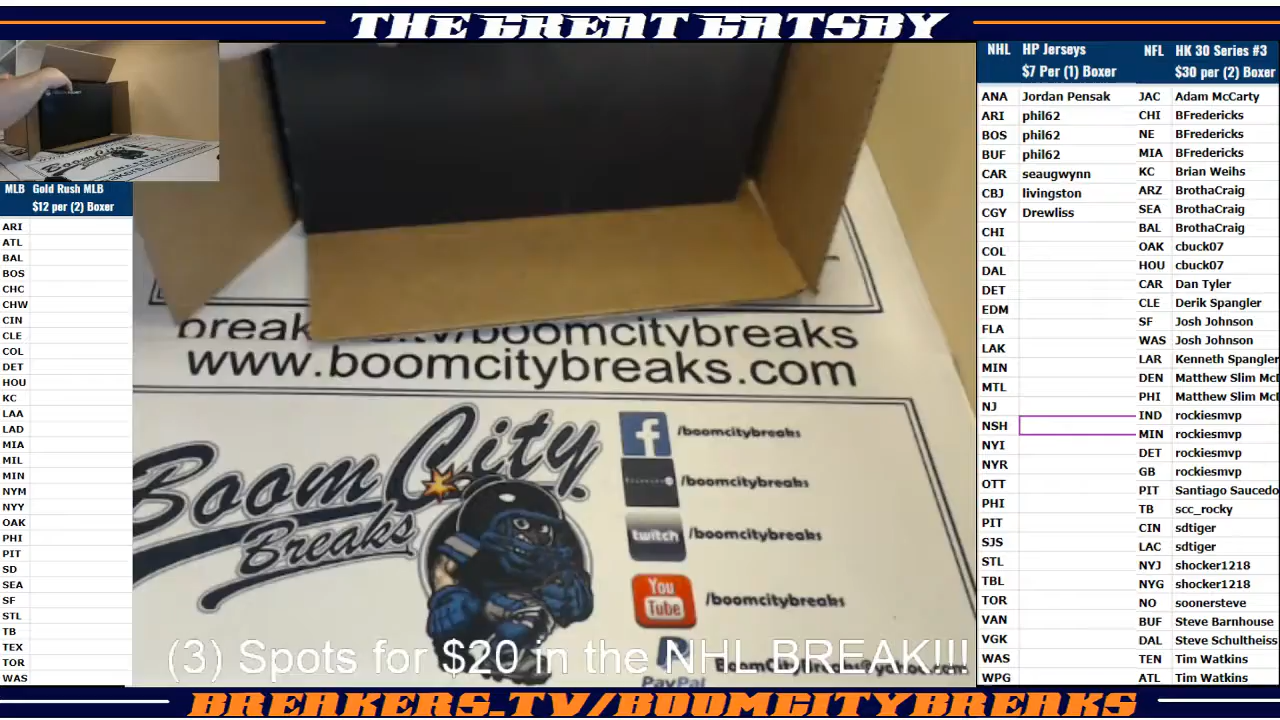 THE GREAT GATSBY
MLB Gold Rush MLB
$12 per (2) Boxer
ARI
ATL
BAL
BOS
CHC
CHW
CIN
CLE
COL
DET
HOU
KC
LAA
LAD
MIA
MIL
MIN
NYM
NYY
OAK
PHI
PIT
SD
SEA
SF
STL
TB
TEX
TOR
WAS
breakers.tv/boomcitybreaks
www.boomcitybreaks.com
Boom City
Breaks
/boomcitybreaks
/boomcitybreaks
twitch /boomcitybreaks
You
Tube /boomcitybreaks
PayPal
(3) Spots for $20 in the NHL BREAK!!!
NHL HP Jerseys
$7 Per (1) Boxer
ANA Jordan Pensak
ARI phil62
BOS phil62
BUF phil62
CAR seaugwynn
CBJ livingston
CGY Drewliss
CHI
COL
DAL
DET
EDM
FLA
LAK
MIN
MTL
NJ
NSH
NYI
NYR
OTT
PHI
PIT
SJS
STL
TBL
TOR
VAN
VGK
WAS
WPG
NFL HK 30 Series #3
$30 per (2) Boxer
JAC Adam McCarty
CHI BFredericks
NE BFredericks
MIA BFredericks
KC Brian Weihs
ARZ BrothaCraig
SEA BrothaCraig
BAL BrothaCraig
OAK cbuck07
HOU cbuck07
CAR Dan Tyler
CLE Derik Spangler
SF Josh Johnson
WAS Josh Johnson
LAR Kenneth Spangler
DEN Matthew Slim McD
PHI Matthew Slim McD
IND rockiesmvp
MIN rockiesmvp
DET rockiesmvp
GB rockiesmvp
PIT Santiago Saucedo
TB scc_rocky
CIN sdtiger
LAC sdtiger
NYJ shocker1218
NYG shocker1218
NO soonersteve
BUF Steve Barnhouse
DAL Steve Schultheiss
TEN Tim Watkins
ATL Tim Watkins
BREAKERS.TV/BOOMCITYBREAKS